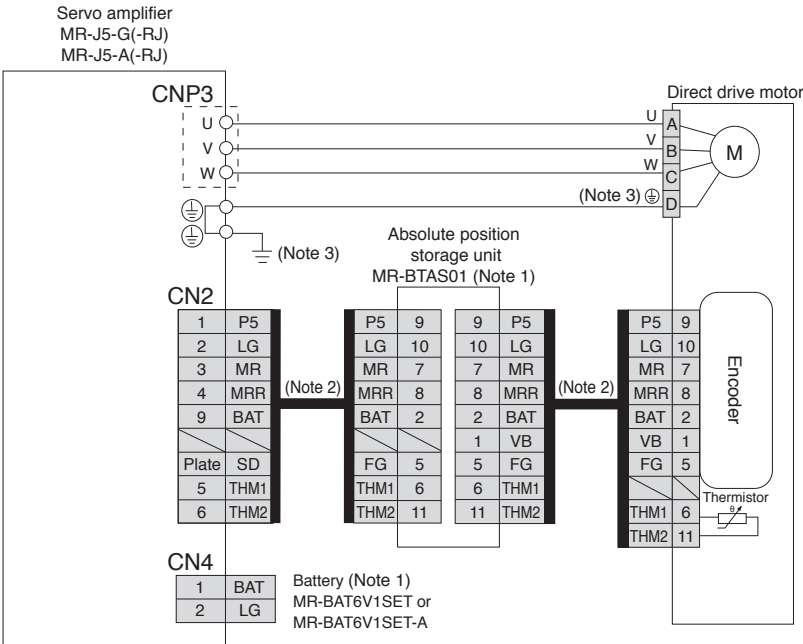 Servo amplifier
MR-J5-G(-RJ)
MR-J5-A(-RJ)
CNP3
Direct drive motor
U U A
V V B M
W W C
(Note 3) D
(Note 3)
Absolute position
storage unit
MR-BTAS01 (Note 1)
CN2
1 P5 P5 9 9 P5 P5 9
2 LG LG 10 10 LG LG 10
3 MR MR 7 7 MR MR 7
4 MRR (Note 2) MRR 8 8 MRR (Note 2) MRR 8
9 BAT BAT 2 2 BAT BAT 2
1 VB VB 1
Plate SD FG 5 5 FG FG 5
5 THM1 THM1 6 6 THM1
6 THM2 THM2 11 11 THM2
Encoder
Thermistor
θ
THM1 6
THM2 11
CN4
1 BAT
2 LG
Battery (Note 1)
MR-BAT6V1SET or
MR-BAT6V1SET-A